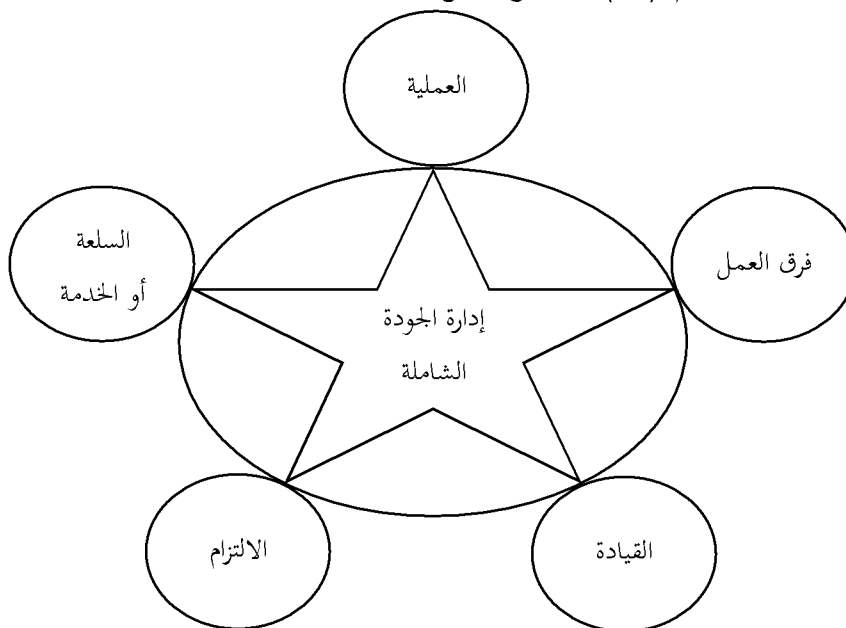 العملية
السلعة
أو الخدمة
فرق العمل
إدارة الجودة
الشاملة
الالتزام
القيادة